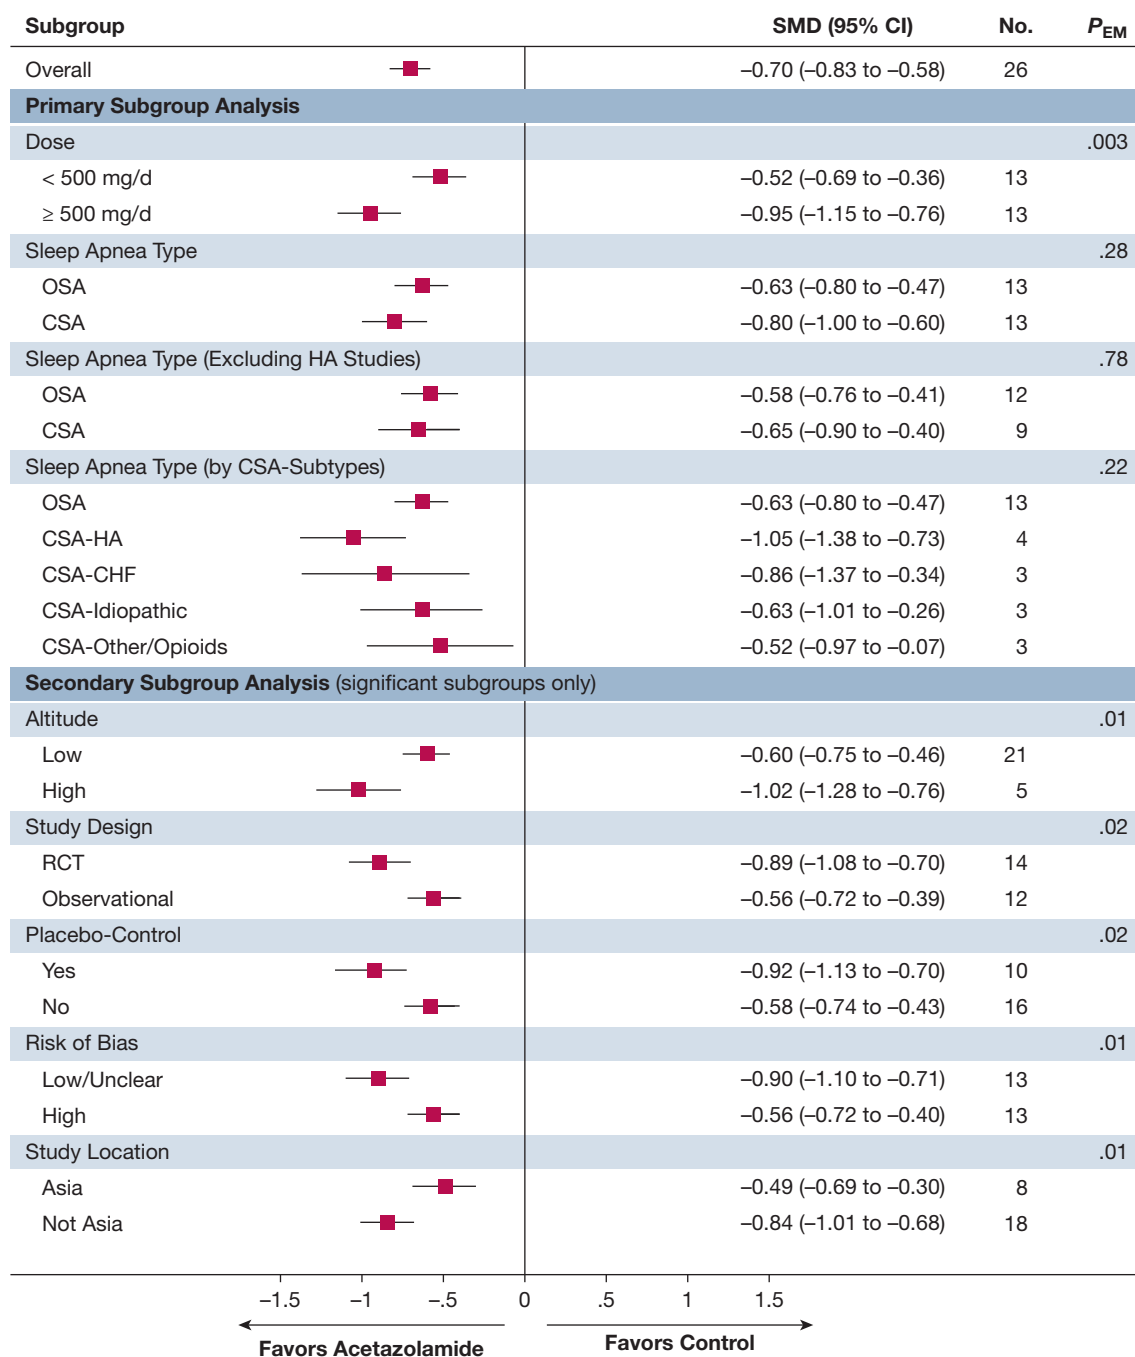 Subgroup SMD (95% CI) No. PEM
Overall –0.70 (–0.83 to –0.58) 26
Primary Subgroup Analysis
Dose .003
< 500 mg/d –0.52 (–0.69 to –0.36) 13
≥ 500 mg/d –0.95 (–1.15 to –0.76) 13
Sleep Apnea Type .28
OSA –0.63 (–0.80 to –0.47) 13
CSA –0.80 (–1.00 to –0.60) 13
Sleep Apnea Type (Excluding HA Studies) .78
OSA –0.58 (–0.76 to –0.41) 12
CSA –0.65 (–0.90 to –0.40) 9
Sleep Apnea Type (by CSA-Subtypes) .22
OSA –0.63 (–0.80 to –0.47) 13
CSA-HA –1.05 (–1.38 to –0.73) 4
CSA-CHF –0.86 (–1.37 to –0.34) 3
CSA-Idiopathic –0.63 (–1.01 to –0.26) 3
CSA-Other/Opioids –0.52 (–0.97 to –0.07) 3
Secondary Subgroup Analysis (significant subgroups only)
Altitude .01
Low –0.60 (–0.75 to –0.46) 21
High –1.02 (–1.28 to –0.76) 5
Study Design .02
RCT –0.89 (–1.08 to –0.70) 14
Observational –0.56 (–0.72 to –0.39) 12
Placebo-Control .02
Yes –0.92 (–1.13 to –0.70) 10
No –0.58 (–0.74 to –0.43) 16
Risk of Bias .01
Low/Unclear –0.90 (–1.10 to –0.71) 13
High –0.56 (–0.72 to –0.40) 13
Study Location .01
Asia –0.49 (–0.69 to –0.30) 8
Not Asia –0.84 (–1.01 to –0.68) 18
–1.5 –1 –.5 0 .5 1 1.5
Favors Acetazolamide Favors Control